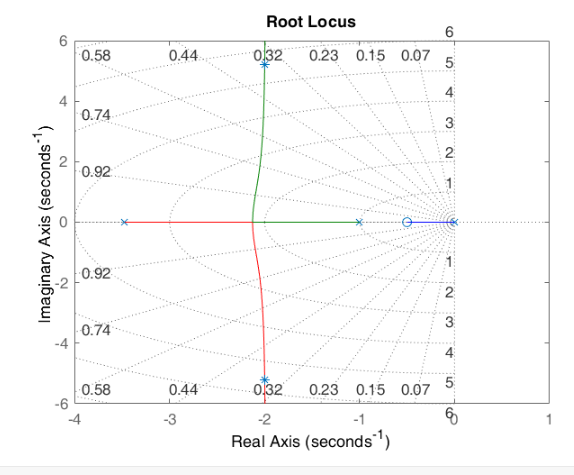 Root Locus
6
6 0.58 0.44 0.32 0.23 0.15 0.07 5
4 0.74 4
3
2 0.92 2
1
0
1
-2 0.92 2
3
-4 0.74 4
0.58 0.44 0.32 0.23 0.15 0.07 5
-6 6
-4 -3 -2 -1 0 1
Real Axis (seconds-1)
Imaginary Axis (seconds-1)